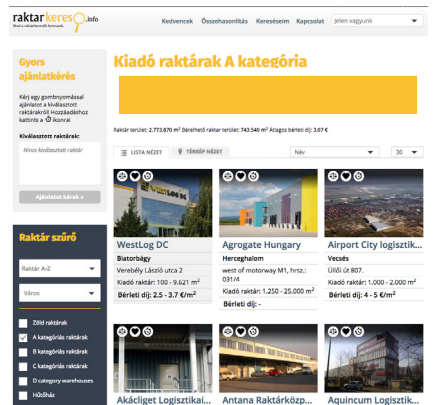 raktarkereso.info
Kedvencek Összehasonlítás Kereséseim Kapcsolat Jelen vagyunk
Gyors
ajánlatkérés
Kérj egy gombnyomással
ajánlatot a kiválasztott
raktárakról! Hozzáadáshoz
kattints a ikonra!
Kiválasztott raktárak:
Nincs kiválasztott raktár
Ajánlatot kérek »
Kiadó raktárak A kategória
Raktár terület: 2.773.870 m² Bérelhető raktár terület: 743.540 m² Átlagos bérleti díj: 3.07 €
LISTA NÉZET TÉRKÉP NÉZET Név 30
Raktár szűrő
Raktár A-Z
Város
Zöld raktárak
A kategóriás raktárak
B kategóriás raktárak
C kategóriás raktárak
D category warehouses
Hűtőház
WESTLOG DC
WestLog DC
Biatorbágy
Verebély László utca 2
Kiadó raktár: 100 - 9.621 m²
Bérleti díj: 2.5 - 3.7 €/m²
Agrogate Hungary
Herceghalom
west of motorway M1, hrsz.:
031/4
Kiadó raktár: 1.250 - 25.000 m²
Bérleti díj: -
Airport City logisztik...
Vecsés
Üllői út 807.
Kiadó raktár: 1.000 - 2.000 m²
Bérleti díj: 4 - 5 €/m²
Akácliget Logisztikai...
Antana Raktárközp...
Aquincum Logisztik...